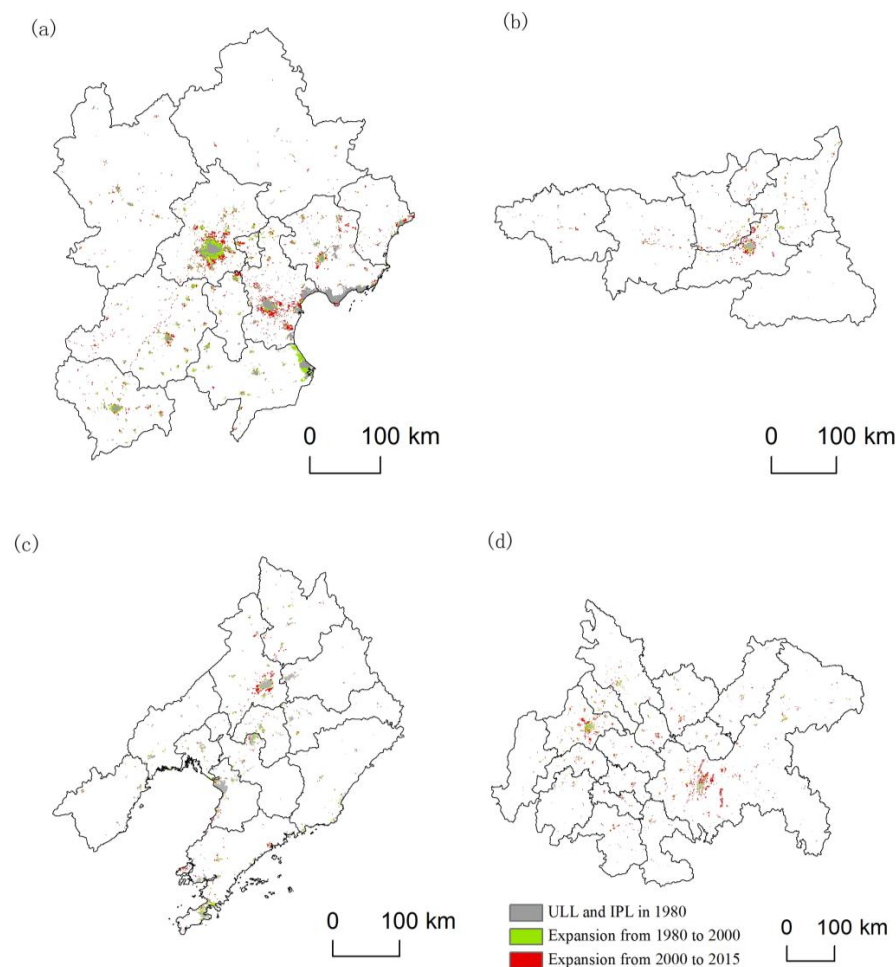 (a)
(b)
0 100 km
0 100 km
(c)
(d)
0 100 km
0 100 km
ULL and IPL in 1980
Expansion from 1980 to 2000
Expansion from 2000 to 2015